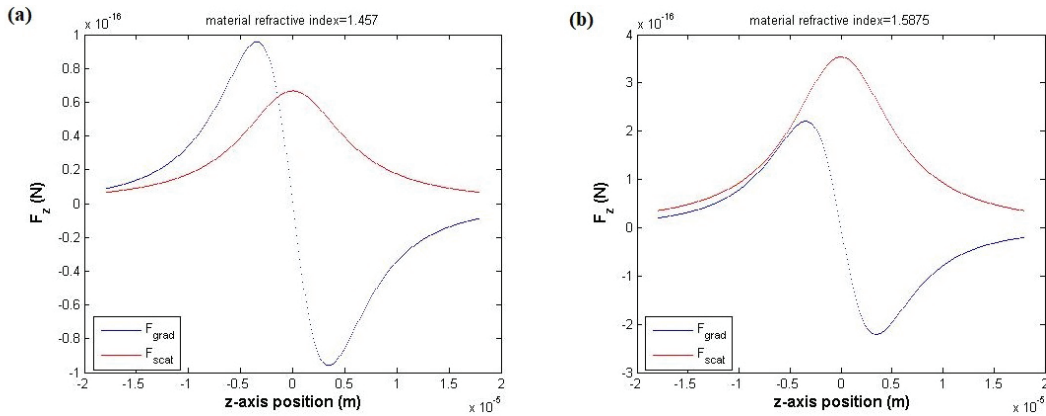 (a)
x 10^-16
material refractive index=1.457
1
0.8
0.6
0.4
0.2
0
-0.2
-0.4
-0.6
-0.8
-1
F_z (N)
F_grad
F_scat
-2
-1.5
-1
-0.5
0
0.5
1
1.5
2
z-axis position (m)
x 10^-5
(b)
x 10^-16
material refractive index=1.5875
4
3
2
1
0
-1
-2
-3
F_z (N)
F_grad
F_scat
-2
-1.5
-1
-0.5
0
0.5
1
1.5
2
z-axis position (m)
x 10^-5